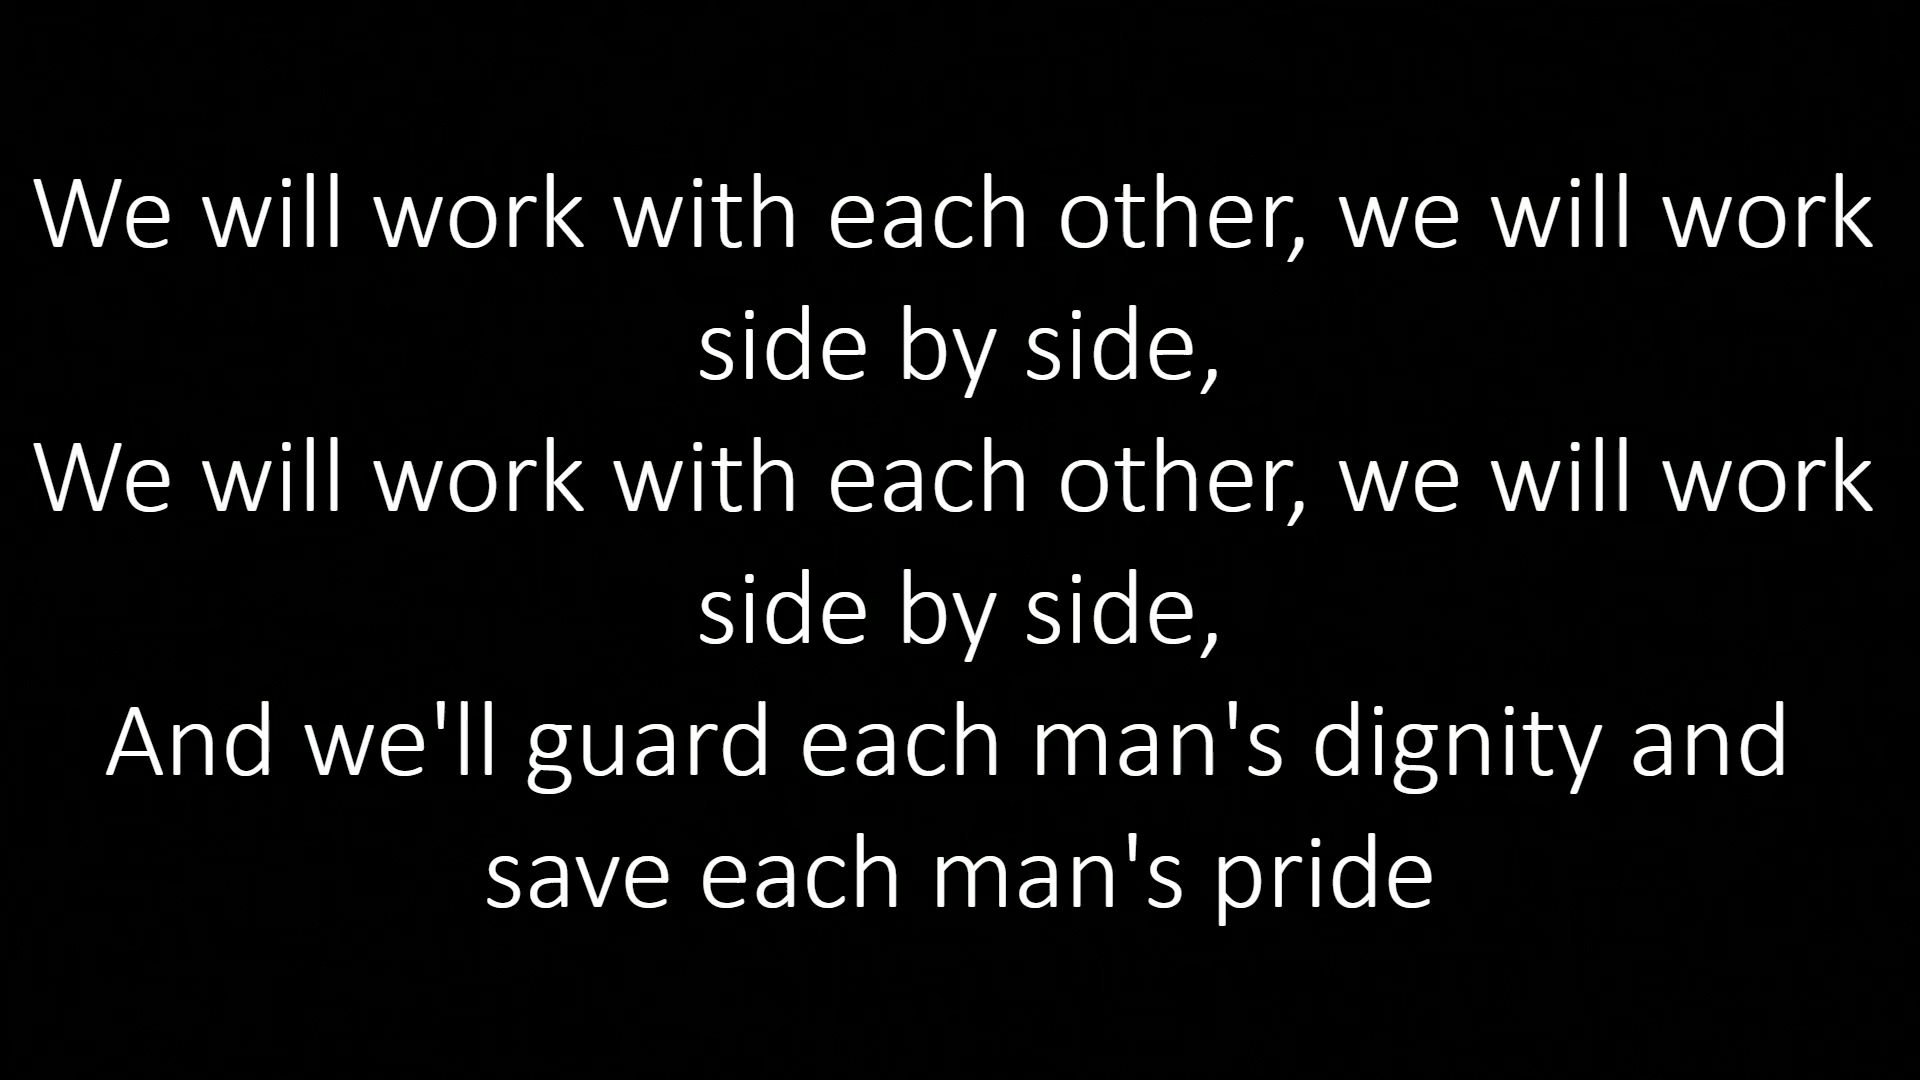 We will work with each other, we will work
side by side,
We will work with each other, we will work
side by side,
And we'll guard each man's dignity and
save each man's pride